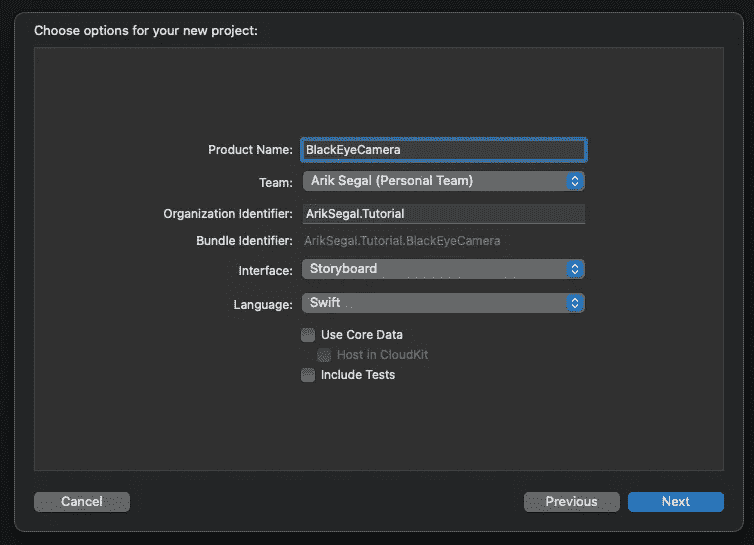 Choose options for your new project:
Product Name: BlackEyeCamera
Team: Arik Segal (Personal Team)
Organization Identifier: ArikSegal.Tutorial
Bundle Identifier: ArikSegal.Tutorial.BlackEyeCamera
Interface: Storyboard
Language: Swift
Use Core Data
Host in CloudKit
Include Tests
Cancel Previous Next